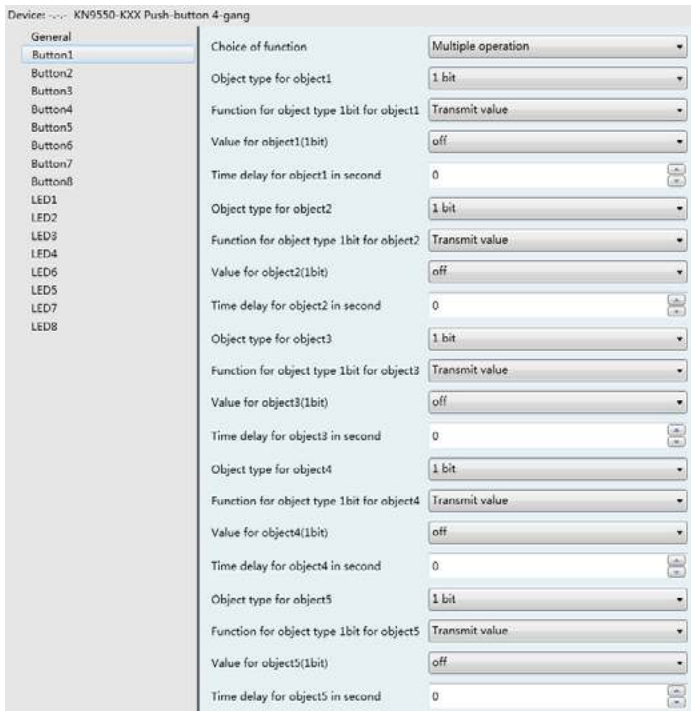 Device: -.-.- KN9550-KXX Push-button 4-gang
General
Button1
Button2
Button3
Button4
Button5
Button6
Button7
Button8
LED1
LED2
LED3
LED4
LED6
LED5
LED7
LED8
Choice of function Multiple operation
Object type for object1 1 bit
Function for object type 1bit for object1 Transmit value
Value for object1(1bit) off
Time delay for object1 in second 0
Object type for object2 1 bit
Function for object type 1bit for object2 Transmit value
Value for object2(1bit) off
Time delay for object2 in second 0
Object type for object3 1 bit
Function for object type 1bit for object3 Transmit value
Value for object3(1bit) off
Time delay for object3 in second 0
Object type for object4 1 bit
Function for object type 1bit for object4 Transmit value
Value for object4(1bit) off
Time delay for object4 in second 0
Object type for object5 1 bit
Function for object type 1bit for object5 Transmit value
Value for object5(1bit) off
Time delay for object5 in second 0